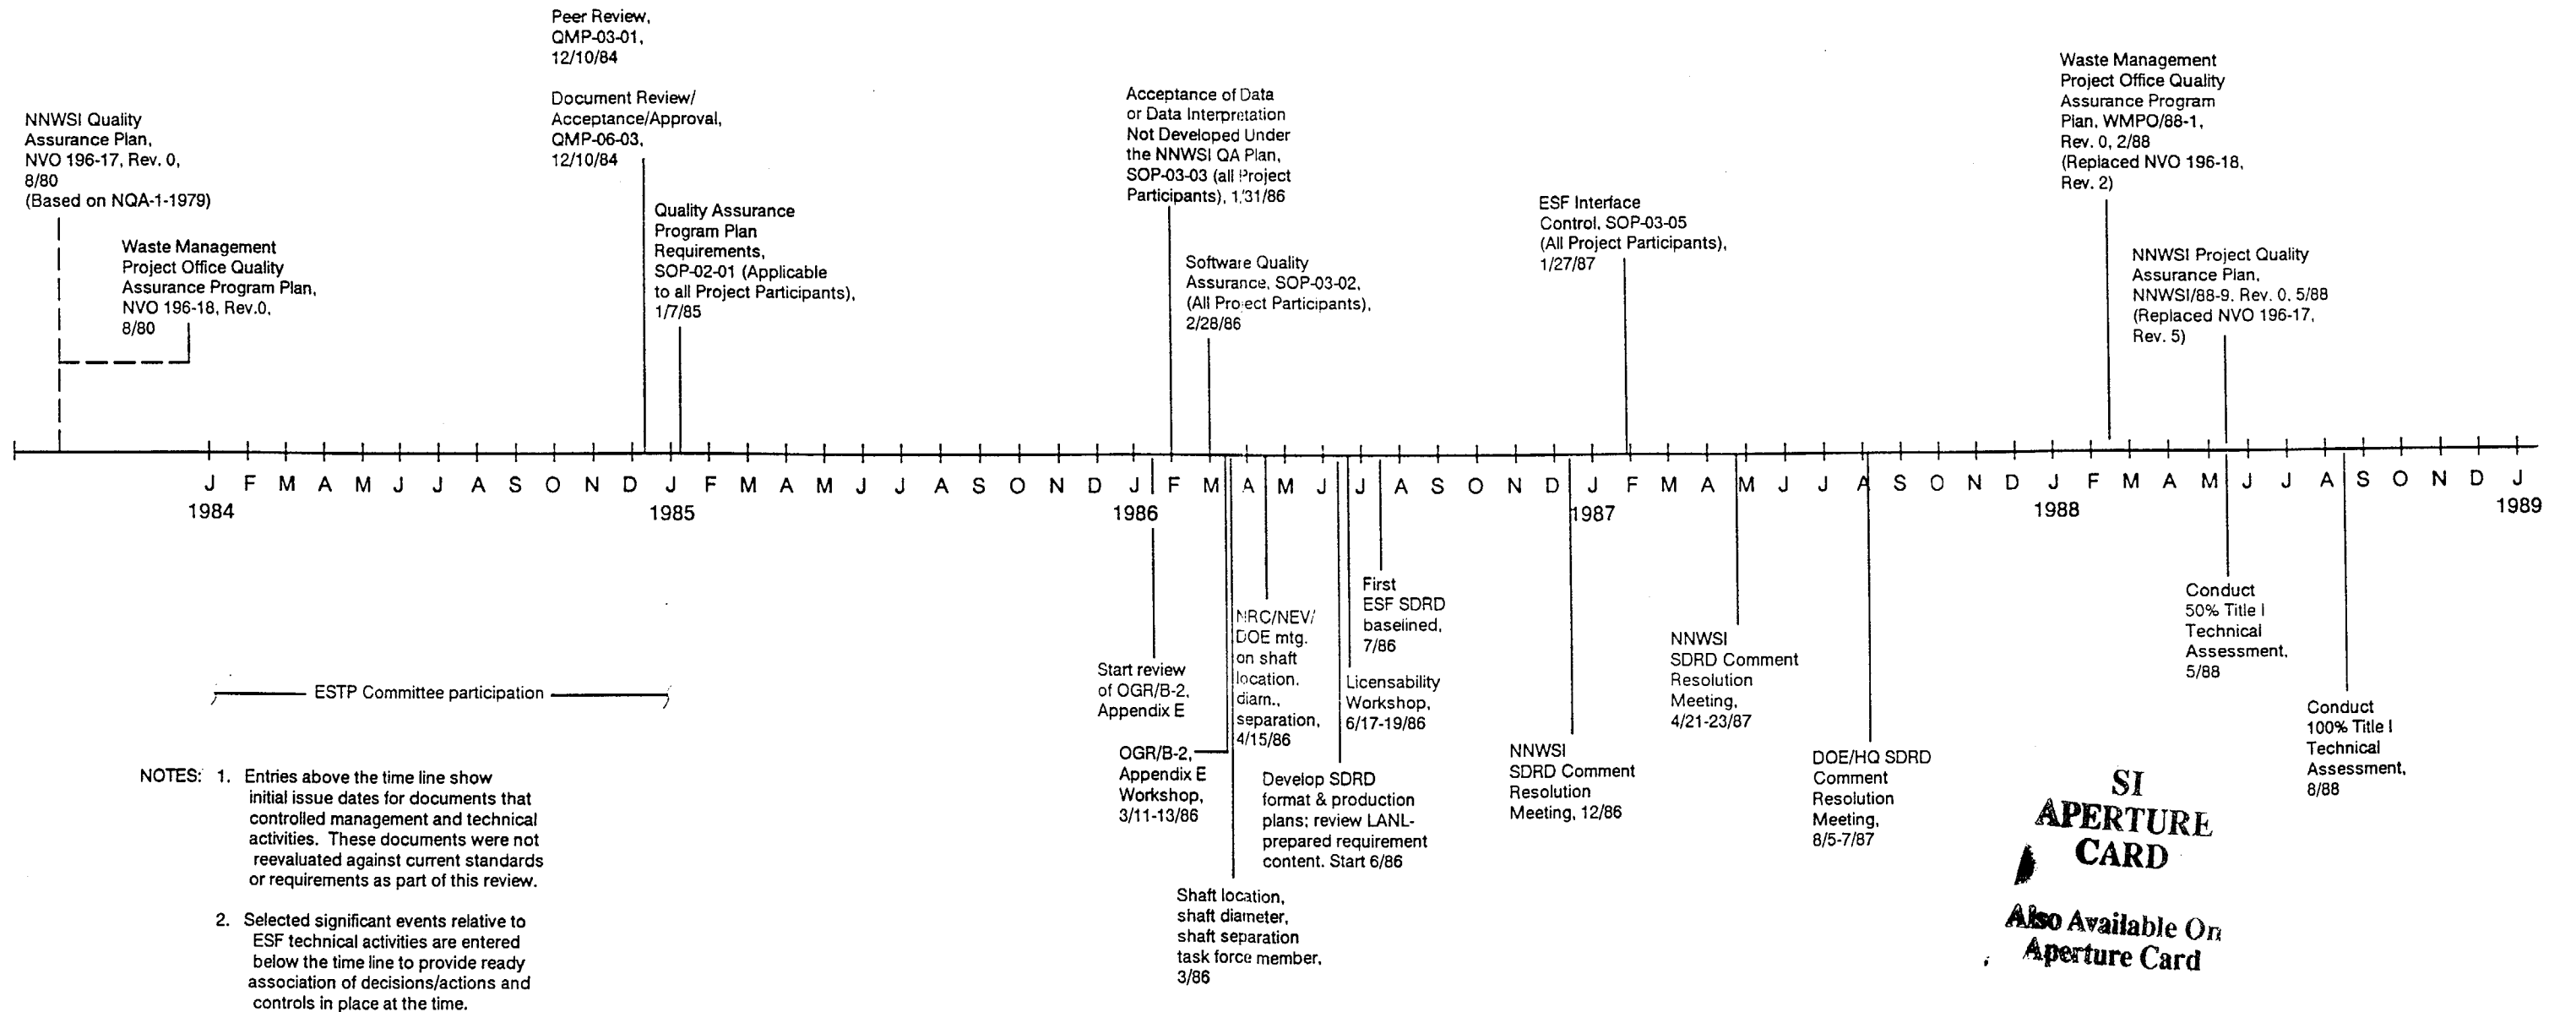 Peer Review,
QMP-03-01,
12/10/84
Document Review/
Acceptance/Approval,
QMP-06-03,
12/10/84
NNWSI Quality
Assurance Plan,
NVO 196-17, Rev. 0,
8/80
(Based on NQA-1-1979)
Waste Management
Project Office Quality
Assurance Program Plan,
NVO 196-18, Rev.0,
8/80
Quality Assurance
Program Plan
Requirements,
SOP-02-01 (Applicable
to all Project Participants),
1/7/85
Acceptance of Data
or Data Interpretation
Not Developed Under
the NNWSI QA Plan,
SOP-03-03 (all Project
Participants), 1/31/86
Software Quality
Assurance, SOP-03-02,
(All Project Participants),
2/28/86
ESF Interface
Control, SOP-03-05
(All Project Participants),
1/27/87
Waste Management
Project Office Quality
Assurance Program
Plan, WMPO/88-1,
Rev. 0, 2/88
(Replaced NVO 196-18,
Rev. 2)
NNWSI Project Quality
Assurance Plan,
NNWSI/88-9, Rev. 0, 5/88
(Replaced NVO 196-17,
Rev. 5)
J F M A M J J A S O N D J F M A M J J A S O N D J F M A M J J A S O N D J F M A M J J A S O N D J F M A M J J A S O N D J
1984 1985 1986 1987 1988 1989
ESTP Committee participation
Start review
of OGR/B-2,
Appendix E
OGR/B-2,
Appendix E
Workshop,
3/11-13/86
Shaft location,
shaft diameter,
shaft separation
task force member,
3/86
NRC/NEV/
DOE mtg.
on shaft
location,
diam.,
separation,
4/15/86
Develop SDRD
format & production
plans; review LANL-
prepared requirement
content. Start 6/86
Licensability
Workshop,
6/17-19/86
First
ESF SDRD
baselined,
7/86
NNWSI
SDRD Comment
Resolution
Meeting, 12/86
NNWSI
SDRD Comment
Resolution
Meeting,
4/21-23/87
DOE/HQ SDRD
Comment
Resolution
Meeting,
8/5-7/87
Conduct
50% Title I
Technical
Assessment,
5/88
Conduct
100% Title I
Technical
Assessment,
8/88
NOTES: 1. Entries above the time line show
initial issue dates for documents that
controlled management and technical
activities. These documents were not
reevaluated against current standards
or requirements as part of this review.
2. Selected significant events relative to
ESF technical activities are entered
below the time line to provide ready
association of decisions/actions and
controls in place at the time.
SI
APERTURE
CARD
Also Available On
Aperture Card